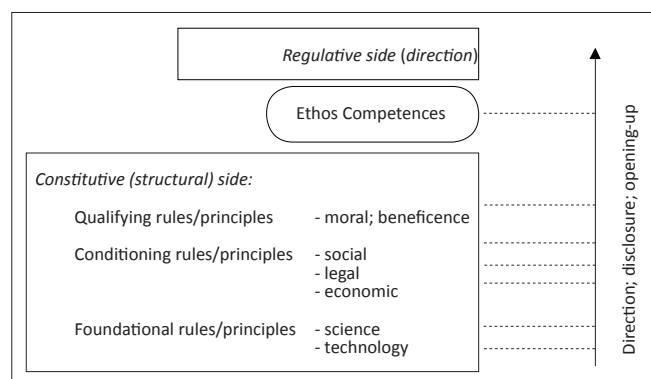 Regulative side (direction)
Ethos Competences
Constitutive (structural) side:
Qualifying rules/principles - moral; beneficence
Conditioning rules/principles - social
- legal
- economic
Foundational rules/principles - science
- technology
Direction; disclosure; opening-up